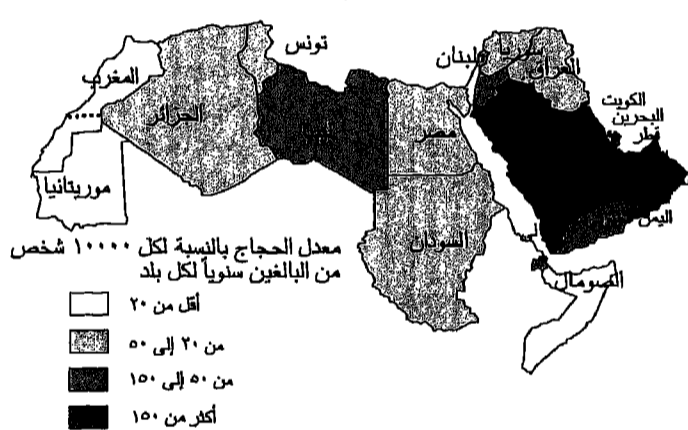 تونس
المغرب
الجزائر
ليبيا
موريتانيا
مصر
السودان
لبنان
سوريا
العراق
الكويت
البحرين
قطر
اليمن
الصومال
معدل الحجاج بالنسبة لكل ١٠٠٠٠ شخص
من البالغين سنوياً لكل بلد
أقل من ٢٠
من ٢٠ إلى ٥٠
من ٥٠ إلى ١٥٠
أكثر من ١٥٠